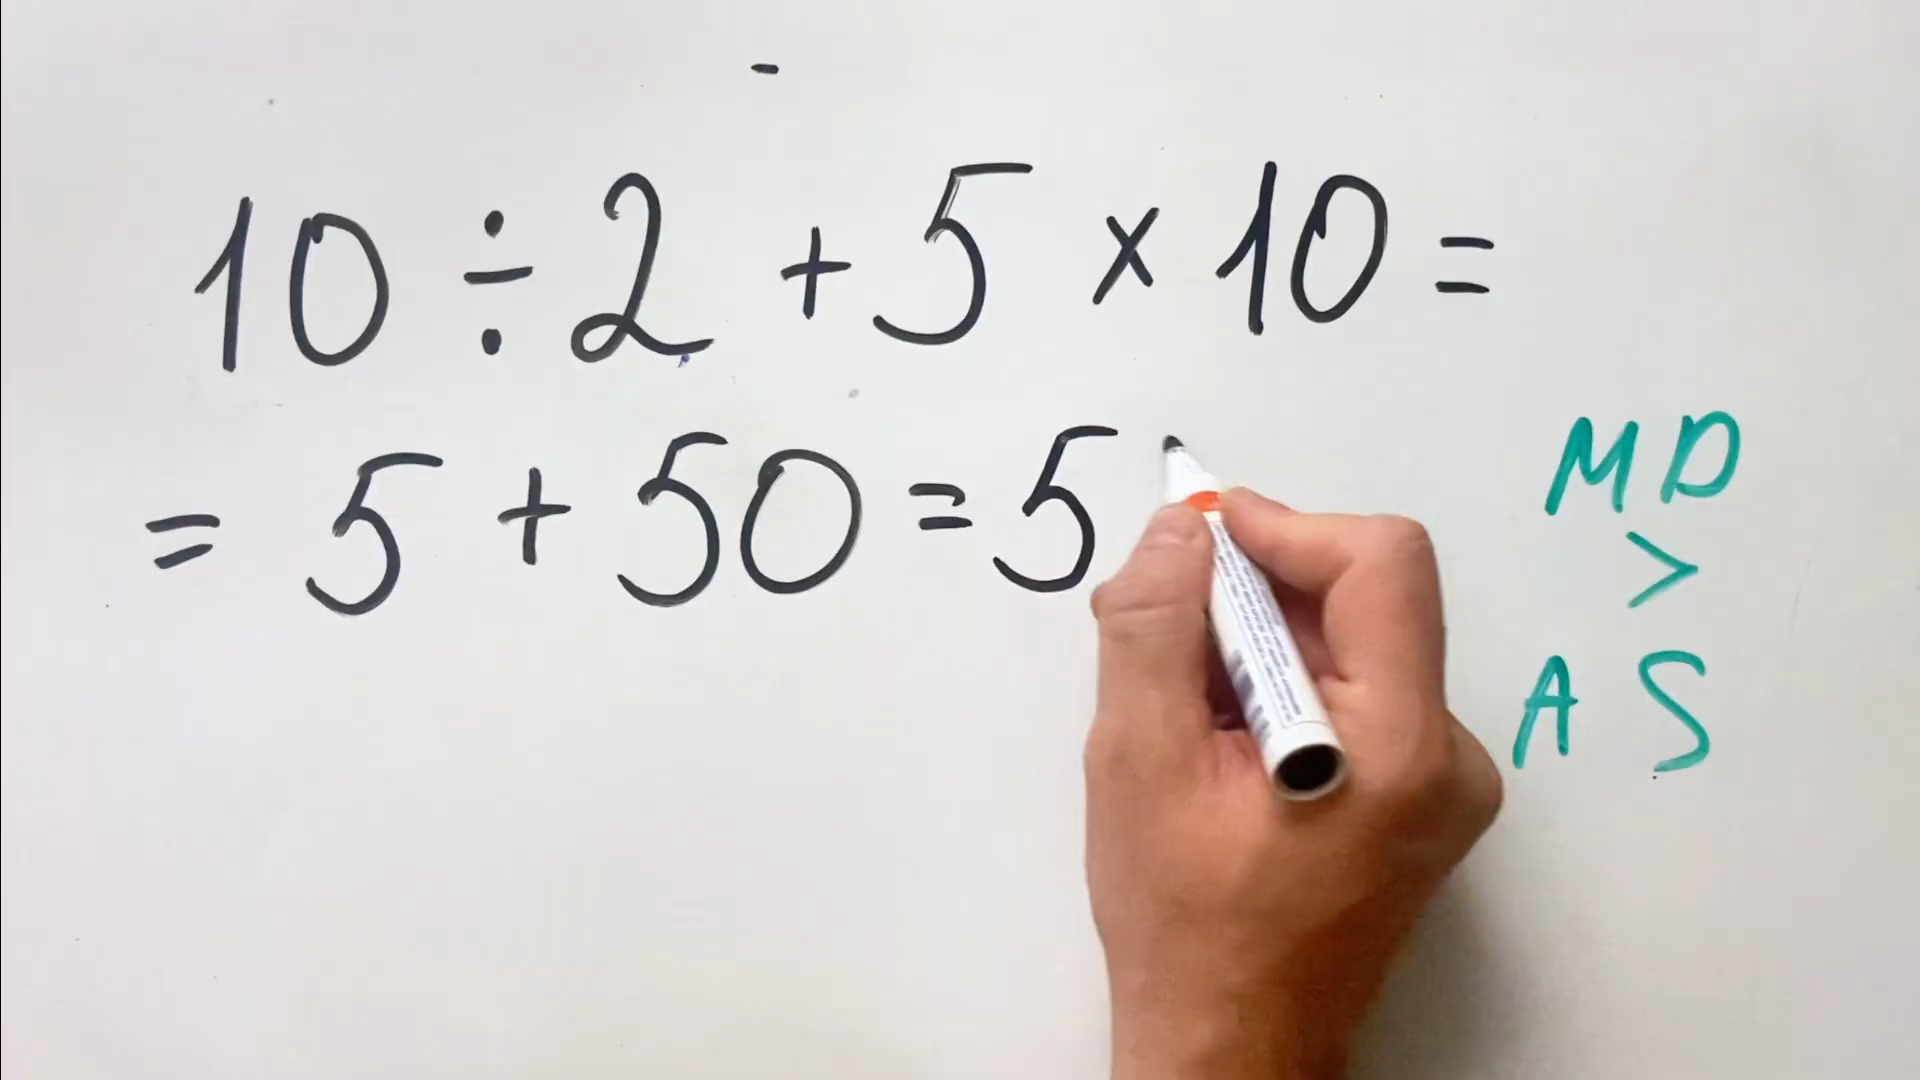 10 ÷ 2 + 5 × 10 =
= 5 + 50 = 5
MD
>
AS